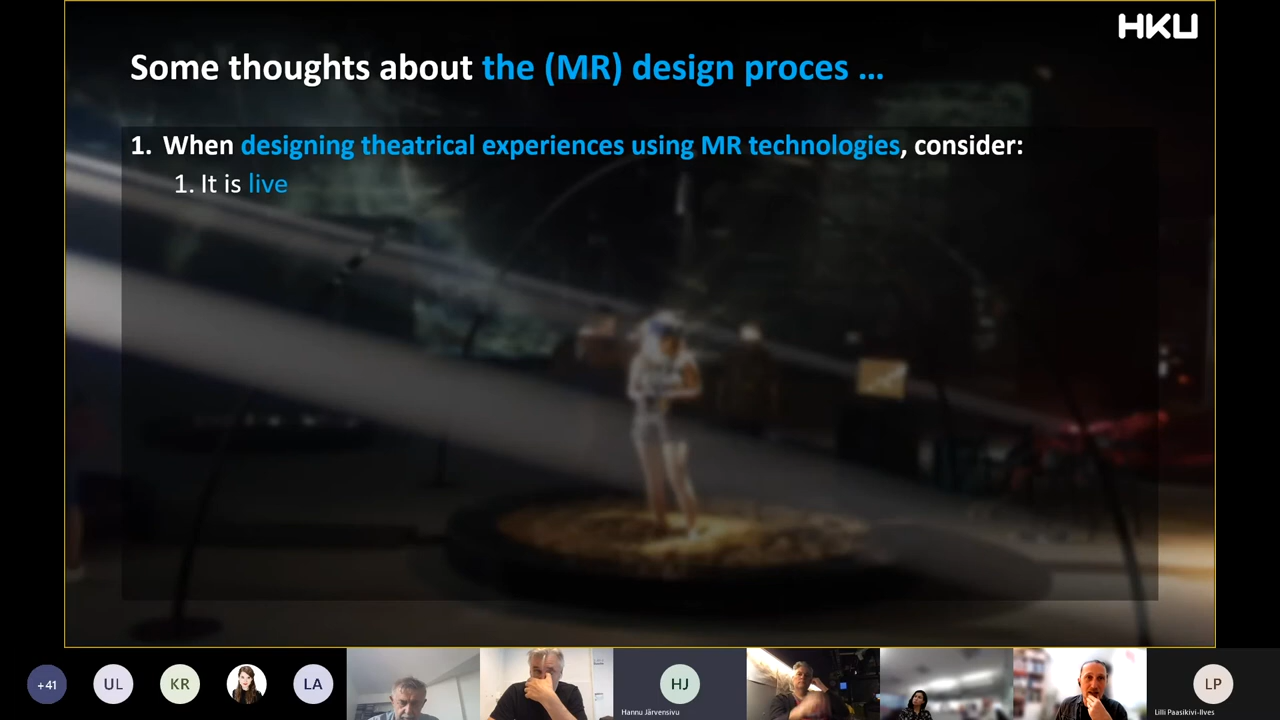 HKU
Some thoughts about the (MR) design proces ...
1. When designing theatrical experiences using MR technologies, consider:
1. It is live
+41
UL
KR
LA
HJ
Hannu Järvensivu
LP
Lilli Paasikivi-Ilves